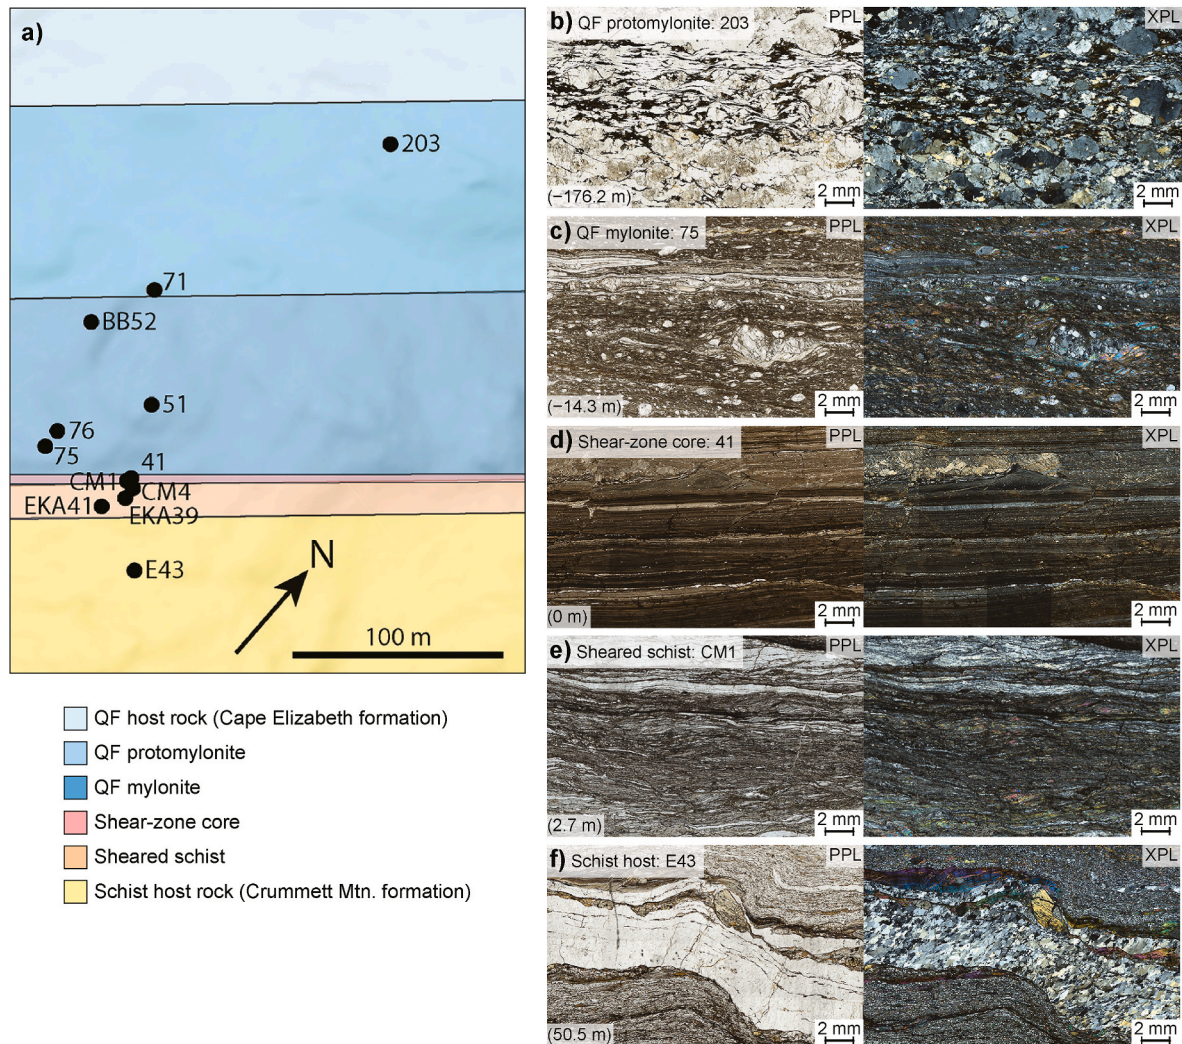 a)
203
71
BB52
51
76
75
41
CM1
CM4
EKA41
EKA39
E43
N
100 m
QF host rock (Cape Elizabeth formation)
QF protomylonite
QF mylonite
Shear-zone core
Sheared schist
Schist host rock (Crummett Mtn. formation)
b) QF protomylonite: 203
PPL
XPL
(−176.2 m)
2 mm
2 mm
c) QF mylonite: 75
PPL
XPL
(−14.3 m)
2 mm
2 mm
d) Shear-zone core: 41
PPL
XPL
(0 m)
2 mm
2 mm
e) Sheared schist: CM1
PPL
XPL
(2.7 m)
2 mm
2 mm
f) Schist host: E43
PPL
XPL
(50.5 m)
2 mm
2 mm